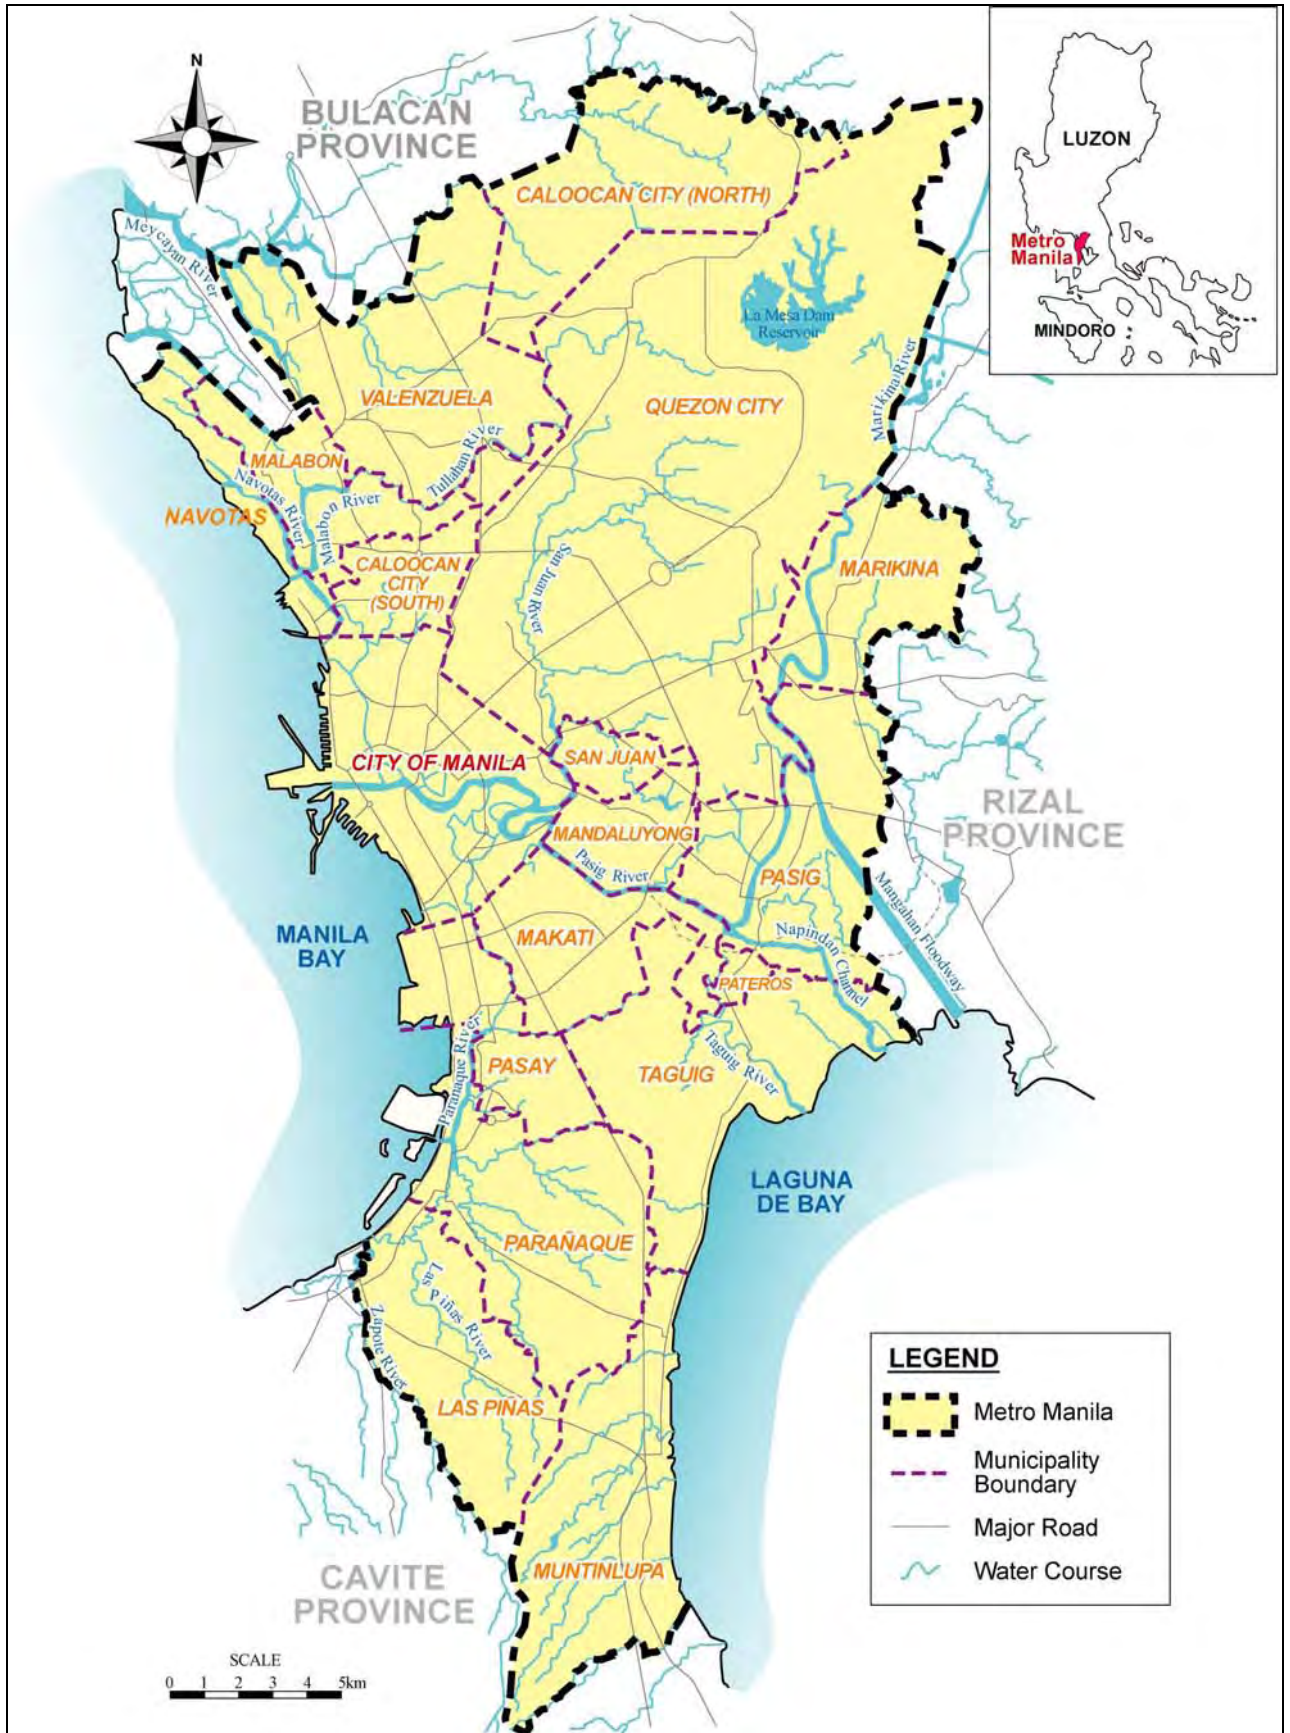 N
BULACAN
PROVINCE
LUZON
Metro
Manila
MINDORO
CALOOCAN CITY (NORTH)
Meycayan River
La Mesa Dam
Reservoir
Marikina River
VALENZUELA
QUEZON CITY
Tullahan River
MALABON
Navotas River
Malabon River
NAVOTAS
CALOOCAN
CITY
(SOUTH)
San Juan River
MARIKINA
CITY OF MANILA
SAN JUAN
RIZAL
PROVINCE
MANDALUYONG
Pasig River
PASIG
Mangahan Floodway
MANILA
BAY
MAKATI
Napindan Channel
PATEROS
Paranaque River
PASAY
TAGUIG
Taguig River
LAGUNA
DE BAY
PARAÑAQUE
Las Piñas River
Zapote River
LAS PIÑAS
LEGEND
Metro Manila
Municipality
Boundary
Major Road
Water Course
MUNTINLUPA
CAVITE
PROVINCE
SCALE
0 1 2 3 4 5km